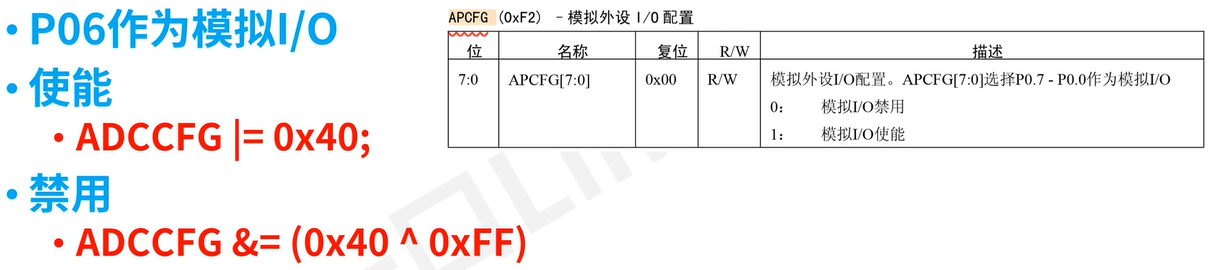 • P06作为模拟I/O
• 使能
• ADCCFG |= 0x40;
• 禁用
• ADCCFG &= (0x40 ^ 0xFF)
APCFG (0xF2) – 模拟外设 I/O 配置
位 名称 复位 R/W 描述
7:0 APCFG[7:0] 0x00 R/W 模拟外设I/O配置。APCFG[7:0]选择P0.7 - P0.0作为模拟I/O
0: 模拟I/O禁用
1: 模拟I/O使能